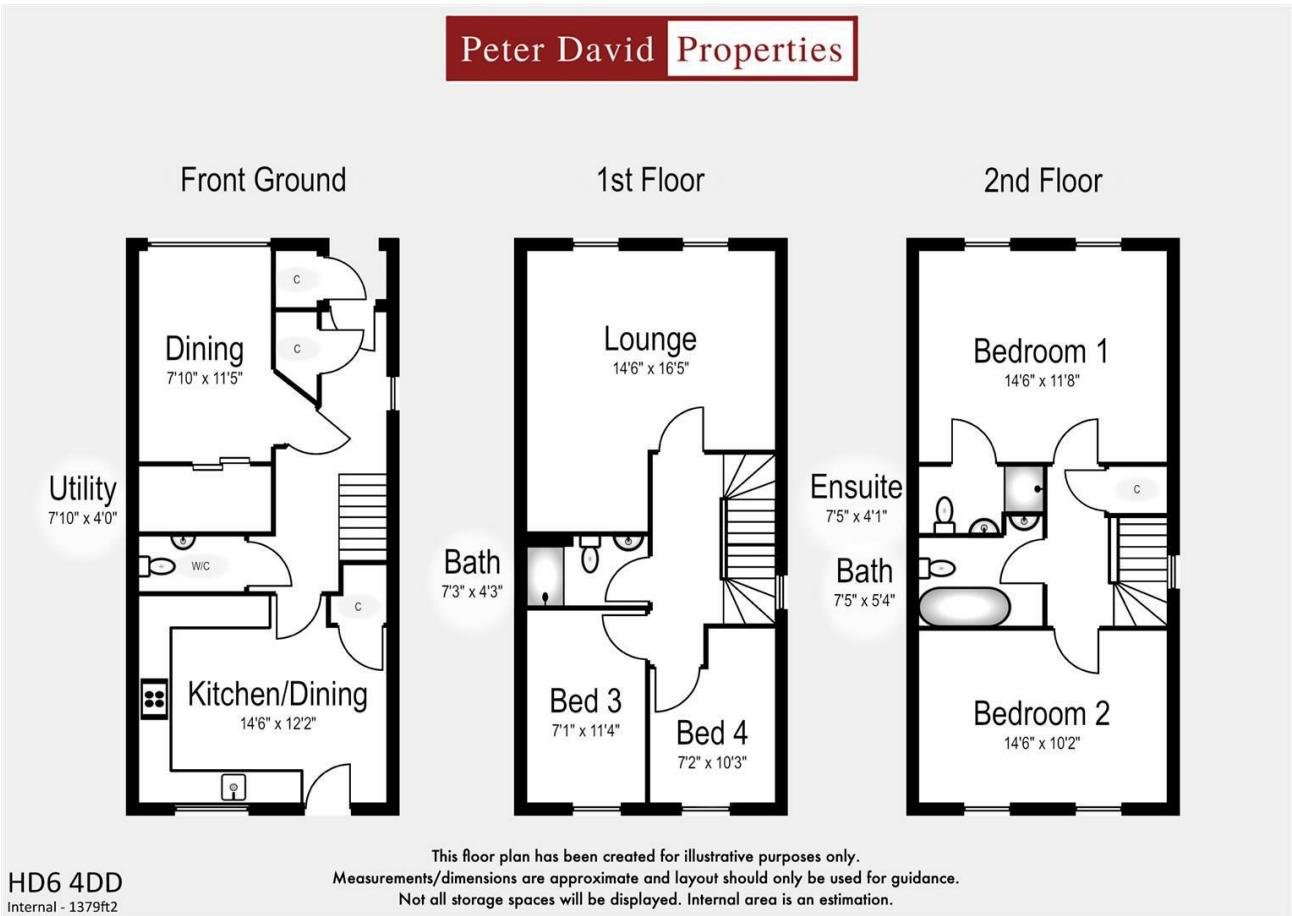 Peter David Properties
Front Ground
1st Floor
2nd Floor
C
Dining
7'10" x 11'5"
C
Utility
7'10" x 4'0"
W/C
C
Kitchen/Dining
14'6" x 12'2"
Lounge
14'6" x 16'5"
Bath
7'3" x 4'3"
Bed 3
7'1" x 11'4"
Bed 4
7'2" x 10'3"
Bedroom 1
14'6" x 11'8"
Ensuite
7'5" x 4'1"
C
Bath
7'5" x 5'4"
Bedroom 2
14'6" x 10'2"
This floor plan has been created for illustrative purposes only.
Measurements/dimensions are approximate and layout should only be used for guidance.
Not all storage spaces will be displayed. Internal area is an estimation.
HD6 4DD
Internal - 1379ft2